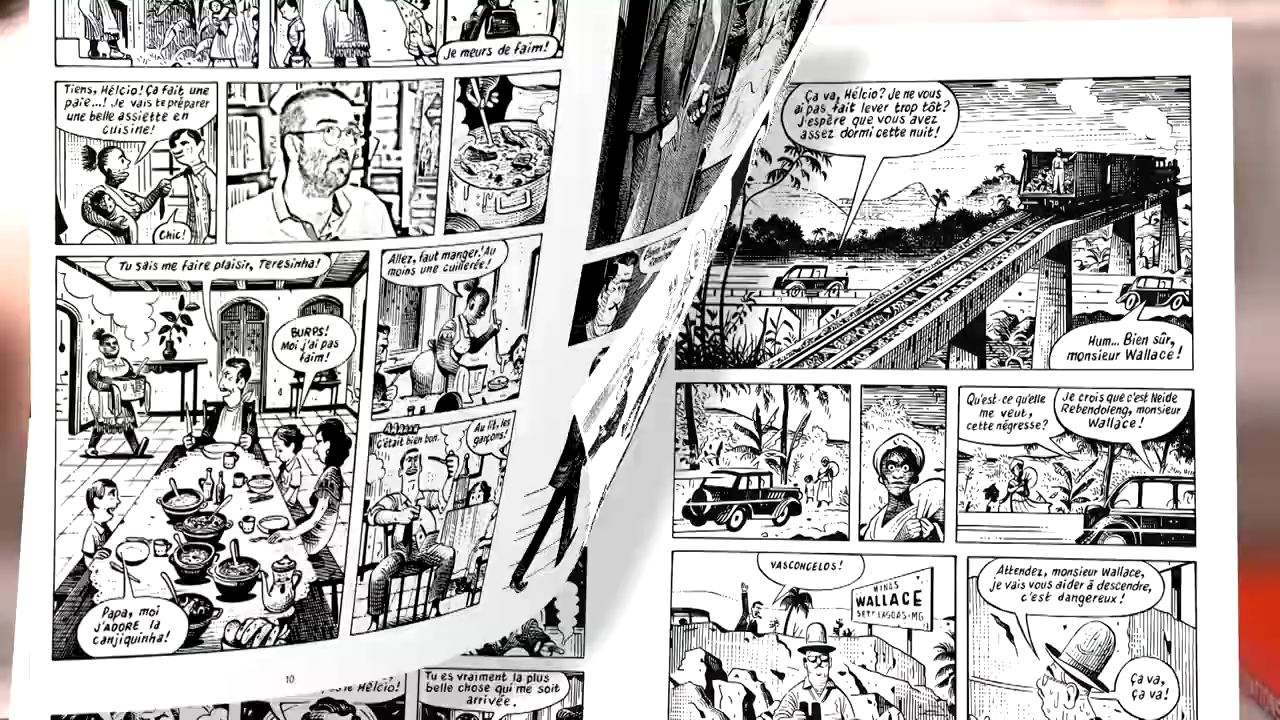 Je meurs de faim!
Tiens, Hélcio! Ça fait une
paie...! Je vais te préparer
une belle assiette en
cuisine!
Chic!
Tu sais me faire plaisir, Teresinha!
BURPS!
Moi j'ai pas
faim!
Papa, moi
j'ADORE la
canjiquinha!
Allez, faut manger! Au
moins une cuillerée!
C'était bien bon.
Au lit, les
garçons!
10
Hélcio!
Tu es vraiment la plus
belle chose qui me soit
arrivée.
Ça va, Hélcio? Je ne vous
ai pas fait lever trop tôt?
J'espère que vous avez
assez dormi cette nuit!
Hum... Bien sûr,
monsieur Wallace!
Qu'est-ce qu'elle
me veut,
cette négresse?
Je crois que c'est Neide
Rebendoleng, monsieur
Wallace!
VASCONCELOS!
MINAS
WALLACE
SETE LAGOAS-MG
Attendez, monsieur Wallace,
je vais vous aider à descendre,
c'est dangereux!
Ça va,
ça va!